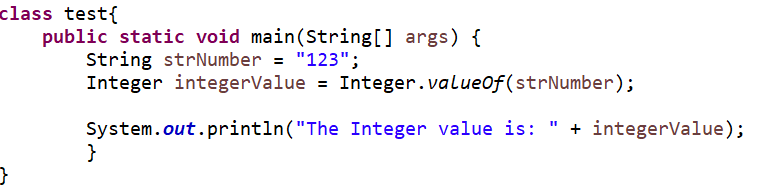 class test{
    public static void main(String[] args) {
        String strNumber = "123";
        Integer integerValue = Integer.valueOf(strNumber);

        System.out.println("The Integer value is: " + integerValue);
        }
}